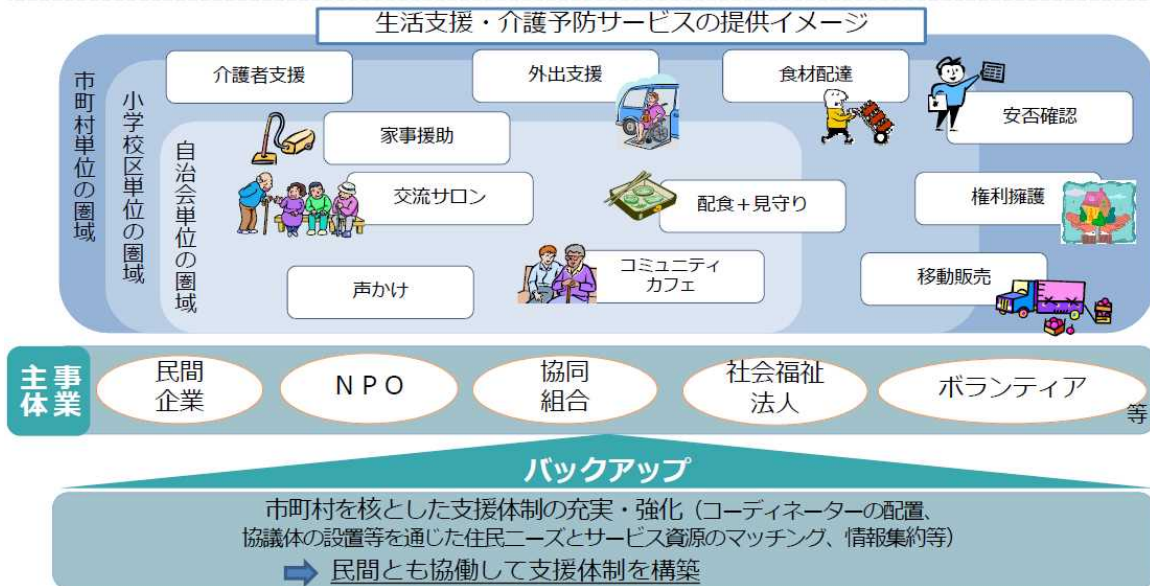 生活支援・介護予防サービスの提供イメージ
市町村単位の圏域
小学校区単位の圏域
自治会単位の圏域
介護者支援
外出支援
食材配達
安否確認
家事援助
交流サロン
配食+見守り
権利擁護
声かけ
コミュニティ
カフェ
移動販売
事業
主体
民間
企業
NPO
協同
組合
社会福祉
法人
ボランティア
等
バックアップ
市町村を核とした支援体制の充実・強化(コーディネーターの配置、
協議体の設置等を通じた住民ニーズとサービス資源のマッチング、情報集約等)
民間とも協働して支援体制を構築